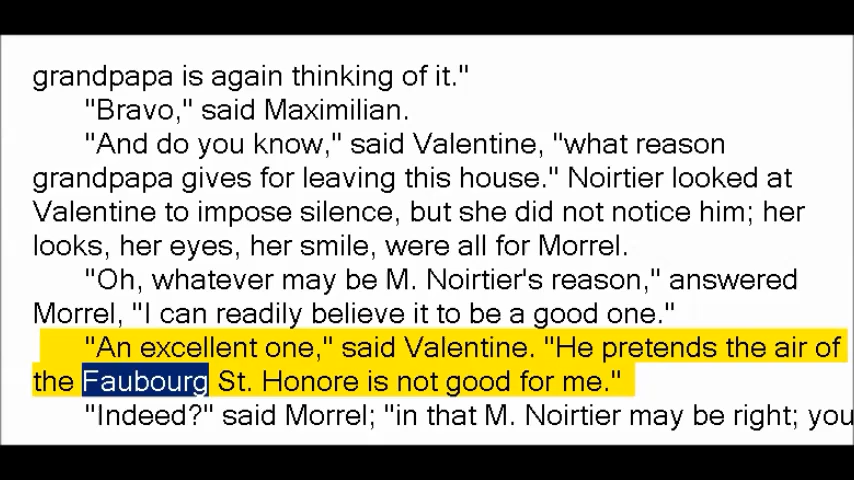 grandpapa is again thinking of it."
"Bravo," said Maximilian.
"And do you know," said Valentine, "what reason
grandpapa gives for leaving this house." Noirtier looked at
Valentine to impose silence, but she did not notice him; her
looks, her eyes, her smile, were all for Morrel.
"Oh, whatever may be M. Noirtier's reason," answered
Morrel, "I can readily believe it to be a good one."
"An excellent one," said Valentine. "He pretends the air of
the Faubourg St. Honore is not good for me."
"Indeed?" said Morrel; "in that M. Noirtier may be right; you